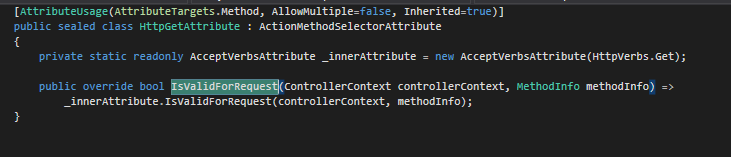 [AttributeUsage(AttributeTargets.Method, AllowMultiple=false, Inherited=true)]
public sealed class HttpGetAttribute : ActionMethodSelectorAttribute
{
private static readonly AcceptVerbsAttribute _innerAttribute = new AcceptVerbsAttribute(HttpVerbs.Get);
public override bool IsValidForRequest(ControllerContext controllerContext, MethodInfo methodInfo) =>
_innerAttribute.IsValidForRequest(controllerContext, methodInfo);
}